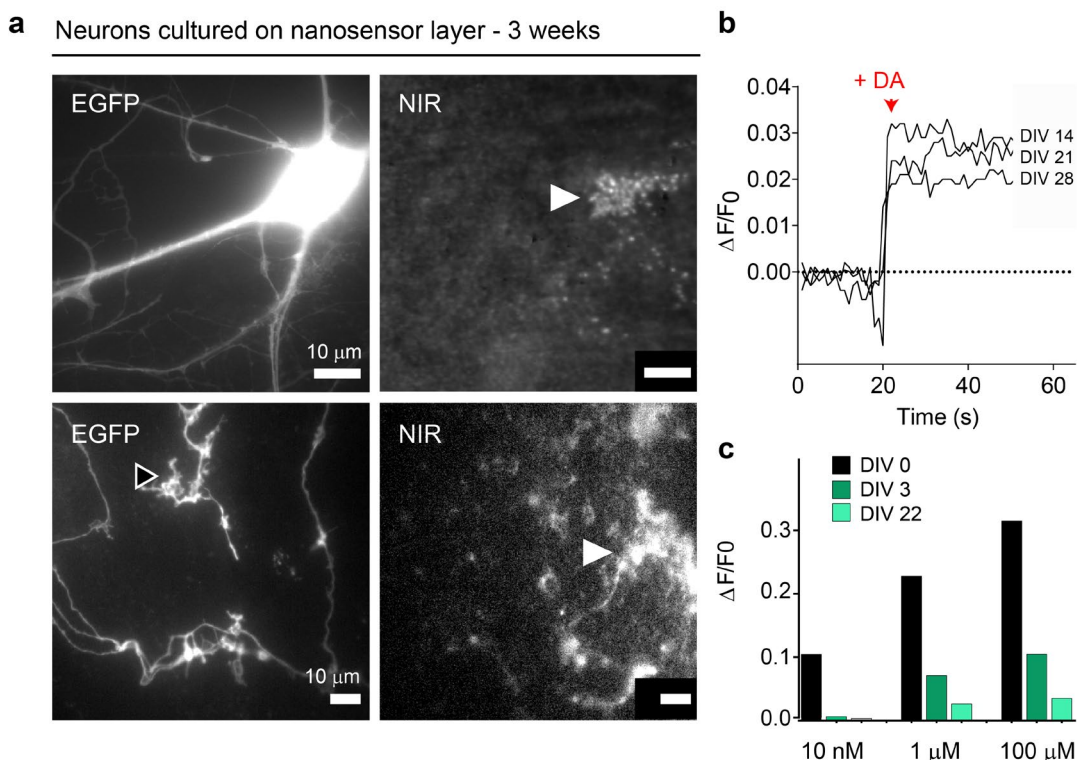 a
Neurons cultured on nanosensor layer - 3 weeks
EGFP
10 μm
NIR
EGFP
10 μm
NIR
b
+ DA
0.04
0.03
0.02
0.01
0.00
ΔF/F0
DIV 14
DIV 21
DIV 28
0 20 40 60
Time (s)
c
DIV 0
DIV 3
DIV 22
0.3
0.2
0.1
0.0
ΔF/F0
10 nM 1 μM 100 μM